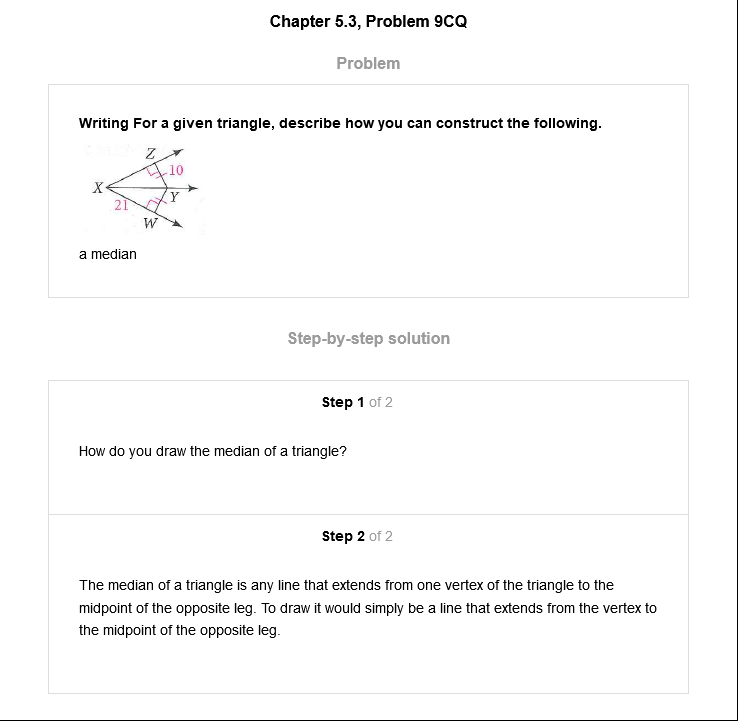 Chapter 5.3, Problem 9CQ
Problem
Writing For a given triangle, describe how you can construct the following.
Z
10
X
Y
21
W
a median
Step-by-step solution
Step 1 of 2
How do you draw the median of a triangle?
Step 2 of 2
The median of a triangle is any line that extends from one vertex of the triangle to the
midpoint of the opposite leg. To draw it would simply be a line that extends from the vertex to
the midpoint of the opposite leg.